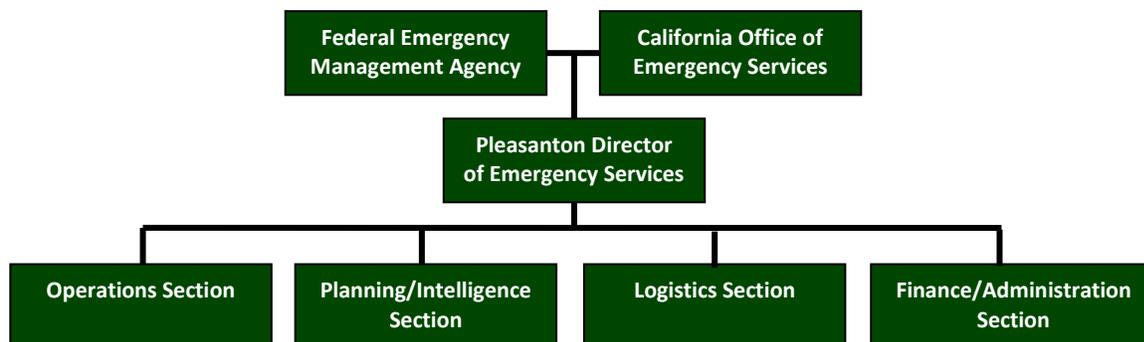 Federal Emergency
Management Agency
California Office of
Emergency Services
Pleasanton Director
of Emergency Services
Operations Section
Planning/Intelligence
Section
Logistics Section
Finance/Administration
Section